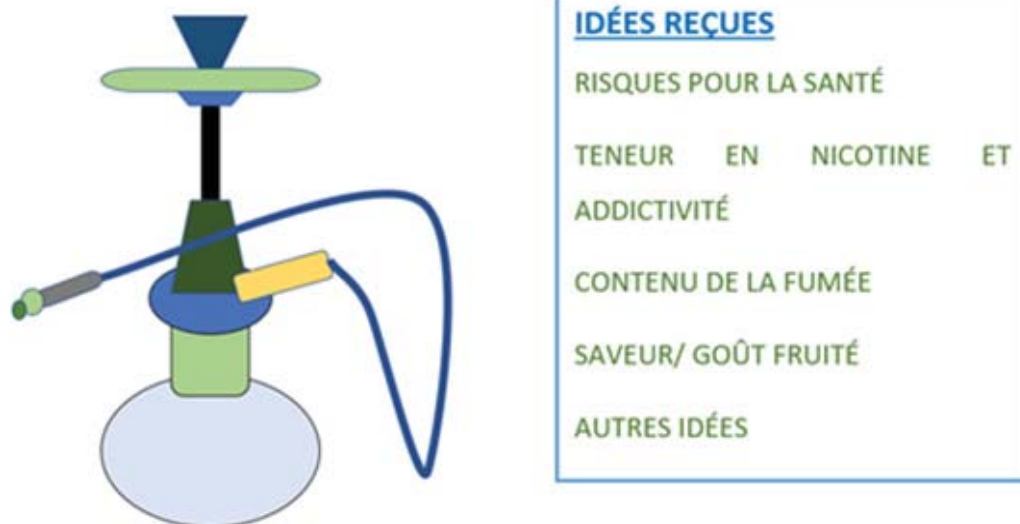 IDÉES REÇUES
RISQUES POUR LA SANTÉ
TENEUR EN NICOTINE ET
ADDICTIVITÉ
CONTENU DE LA FUMÉE
SAVEUR/ GOÛT FRUITÉ
AUTRES IDÉES